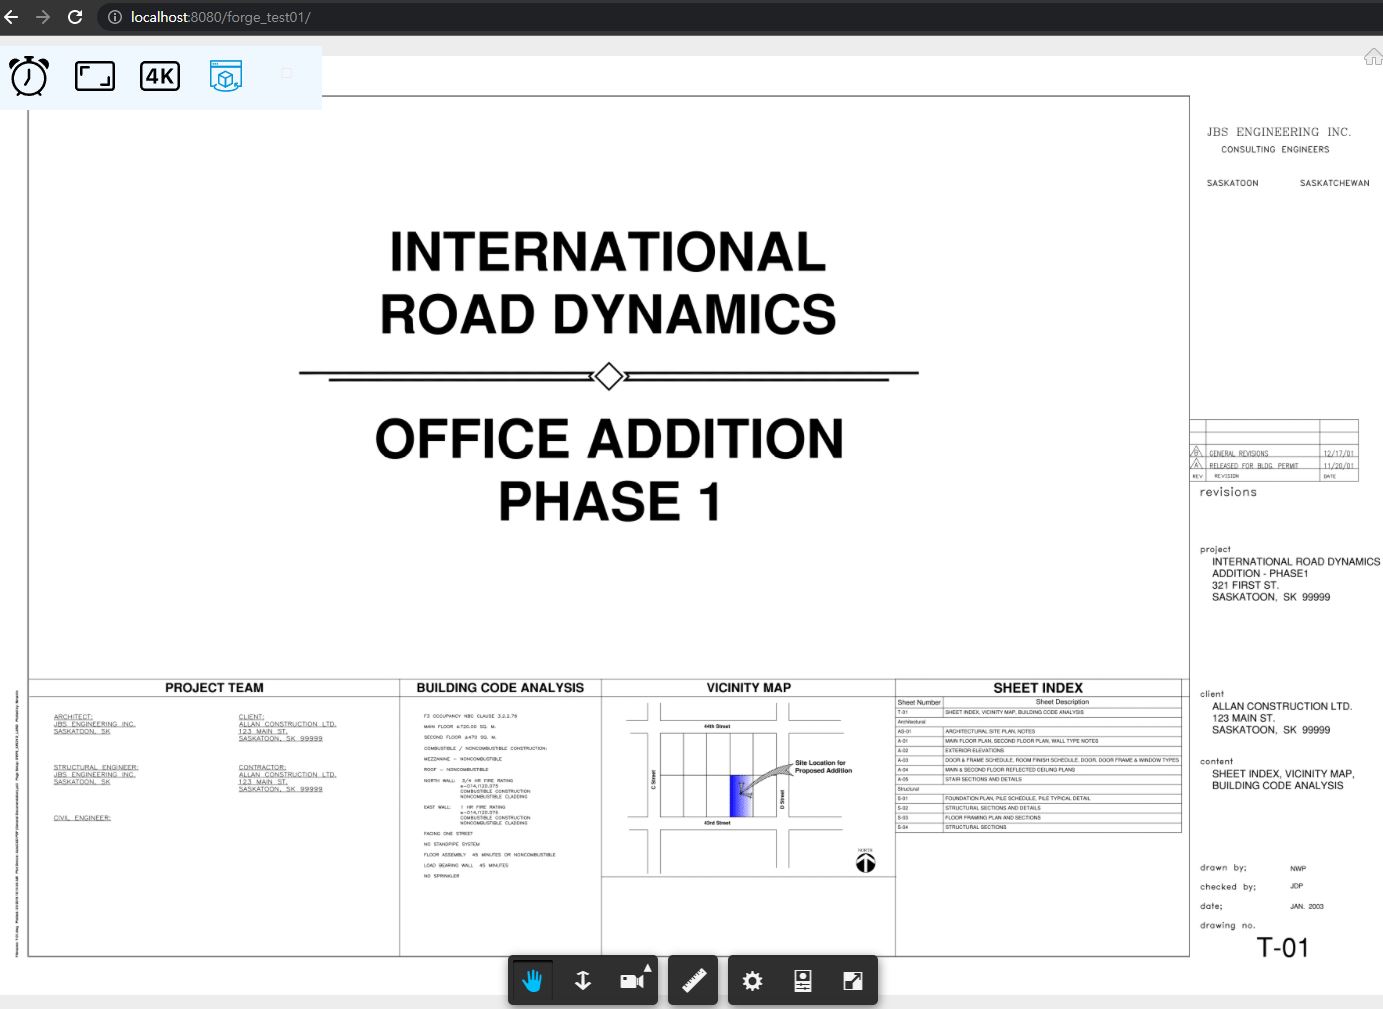 localhost:8080/forge_test01/
4K
JBS ENGINEERING INC.
CONSULTING ENGINEERS
SASKATOON SASKATCHEWAN
INTERNATIONAL
ROAD DYNAMICS
OFFICE ADDITION
PHASE 1
GENERAL REVISIONS 12/17/01
A RELEASED FOR BLDG. PERMIT 11/20/01
REV REVISION DATE
revisions
project
INTERNATIONAL ROAD DYNAMICS
ADDITION - PHASE1
321 FIRST ST.
SASKATOON, SK 99999
client
ALLAN CONSTRUCTION LTD.
123 MAIN ST.
SASKATOON, SK 99999
content
SHEET INDEX, VICINITY MAP,
BUILDING CODE ANALYSIS
drawn by; NWP
checked by; JDP
date; JAN. 2003
drawing no.
T-01
PROJECT TEAM
ARCHITECT:
JBS ENGINEERING INC.
SASKATOON, SK
CLIENT:
ALLAN CONSTRUCTION LTD.
123 MAIN ST.
SASKATOON, SK 99999
STRUCTURAL ENGINEER:
JBS ENGINEERING INC.
SASKATOON, SK
CONTRACTOR:
ALLAN CONSTRUCTION LTD.
123 MAIN ST.
SASKATOON, SK 99999
CIVIL ENGINEER:
BUILDING CODE ANALYSIS
F3 OCCUPANCY NBC CLAUSE 3.2.2.76
MAIN FLOOR SQ. M.
SECOND FLOOR SQ. M.
COMBUSTIBLE / NONCOMBUSTIBLE CONSTRUCTION:
MEZZANINE - NONCOMBUSTIBLE
ROOF - NONCOMBUSTIBLE
NORTH WALL: 3/4 HR FIRE RATING
COMBUSTIBLE CONSTRUCTION
NONCOMBUSTIBLE CLADDING
EAST WALL: 1 HR FIRE RATING
COMBUSTIBLE CONSTRUCTION
NONCOMBUSTIBLE CLADDING
FACING ONE STREET
NO STANDPIPE SYSTEM
FLOOR ASSEMBLY 45 MINUTES OR NONCOMBUSTIBLE
LOAD BEARING WALL 45 MINUTES
NO SPRINKLER
VICINITY MAP
44th Street
C Street
D Street
43rd Street
Site Location for
Proposed Addition
NORTH
SHEET INDEX
Sheet Number Sheet Description
T-01 SHEET INDEX, VICINITY MAP, BUILDING CODE ANALYSIS
Architectural
AS-01 ARCHITECTURAL SITE PLAN, NOTES
A-01 MAIN FLOOR PLAN, SECOND FLOOR PLAN, WALL TYPE NOTES
A-02 EXTERIOR ELEVATIONS
A-03 DOOR & FRAME SCHEDULE, ROOM FINISH SCHEDULE, DOOR, DOOR FRAME & WINDOW TYPES
A-04 MAIN & SECOND FLOOR REFLECTED CEILING PLANS
A-05 STAIR SECTIONS AND DETAILS
Structural
S-01 FOUNDATION PLAN, PILE SCHEDULE, PILE TYPICAL DETAIL
S-02 STRUCTURAL SECTIONS AND DETAILS
S-03 FLOOR FRAMING PLAN AND SECTIONS
S-04 STRUCTURAL SECTIONS